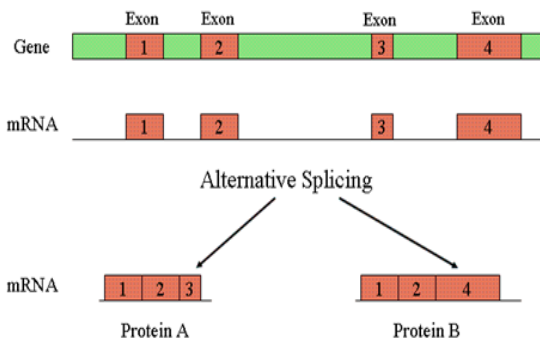 Exon Exon Exon Exon
Gene 1 2 3 4
mRNA 1 2 3 4
Alternative Splicing
mRNA 1 2 3 1 2 4
Protein A Protein B